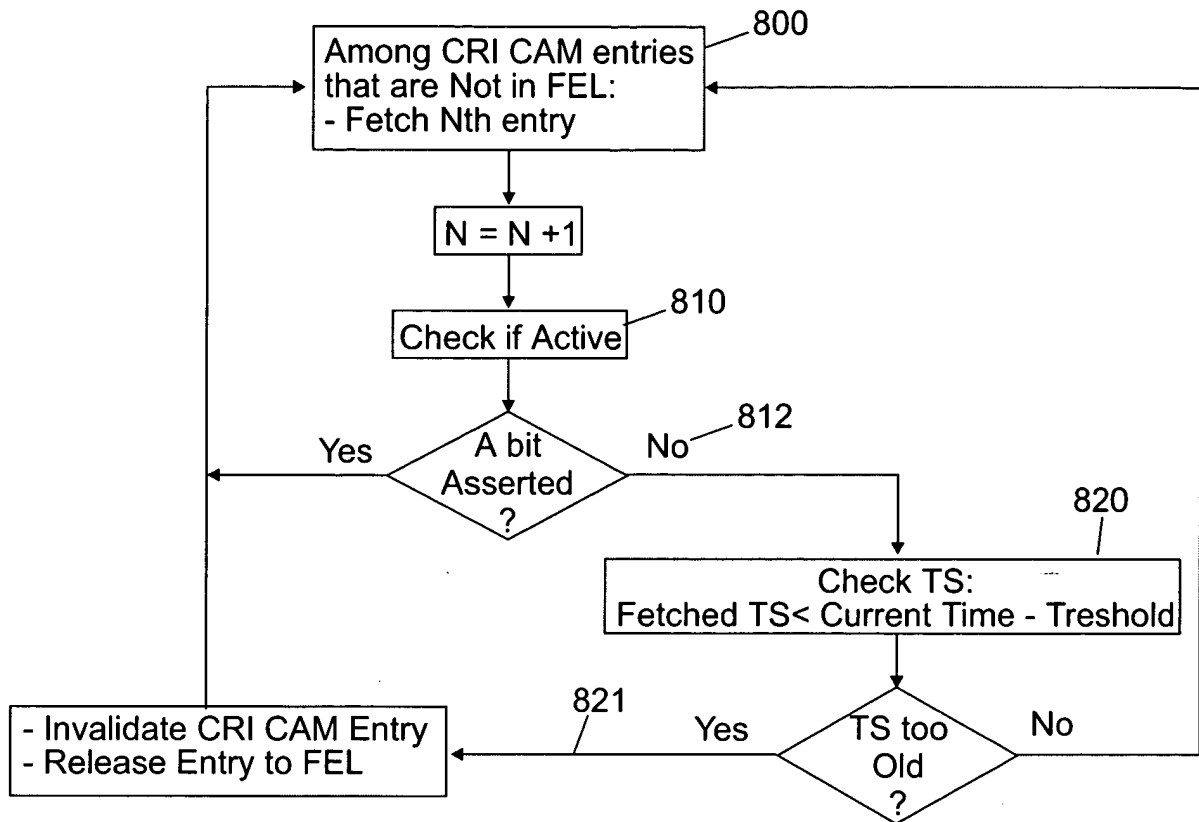 800
Among CRI CAM entries
that are Not in FEL:
- Fetch Nth entry
N = N +1
810
Check if Active
812
Yes
A bit
Asserted
?
No
820
Check TS:
Fetched TS< Current Time - Treshold
821
- Invalidate CRI CAM Entry
- Release Entry to FEL
Yes
TS too
Old
?
No